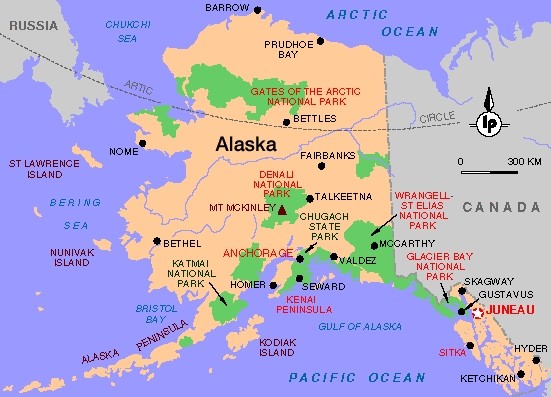 RUSSIA
CHUKCHI
SEA
BARROW
ARCTIC
OCEAN
PRUDHOE
BAY
GATES OF THE ARCTIC
NATIONAL PARK
ARTIC
CIRCLE
BETTLES
lp
NOME
Alaska
FAIRBANKS
0
300 KM
ST LAWRENCE
ISLAND
DENALI
NATIONAL
PARK
MT MCKINLEY
TALKEETNA
WRANGELL-
ST ELIAS
NATIONAL
PARK
CANADA
BERING
SEA
CHUGACH
STATE
PARK
NUNIVAK
ISLAND
BETHEL
ANCHORAGE
VALDEZ
MCCARTHY
KATMAI
NATIONAL
PARK
GLACIER BAY
NATIONAL
PARK
HOMER
SEWARD
KENAI
PENINSULA
SKAGWAY
GUSTAVUS
JUNEAU
BRISTOL
BAY
GULF OF ALASKA
ALASKA PENINSULA
KODIAK
ISLAND
SITKA
HYDER
PACIFIC OCEAN
KETCHIKAN